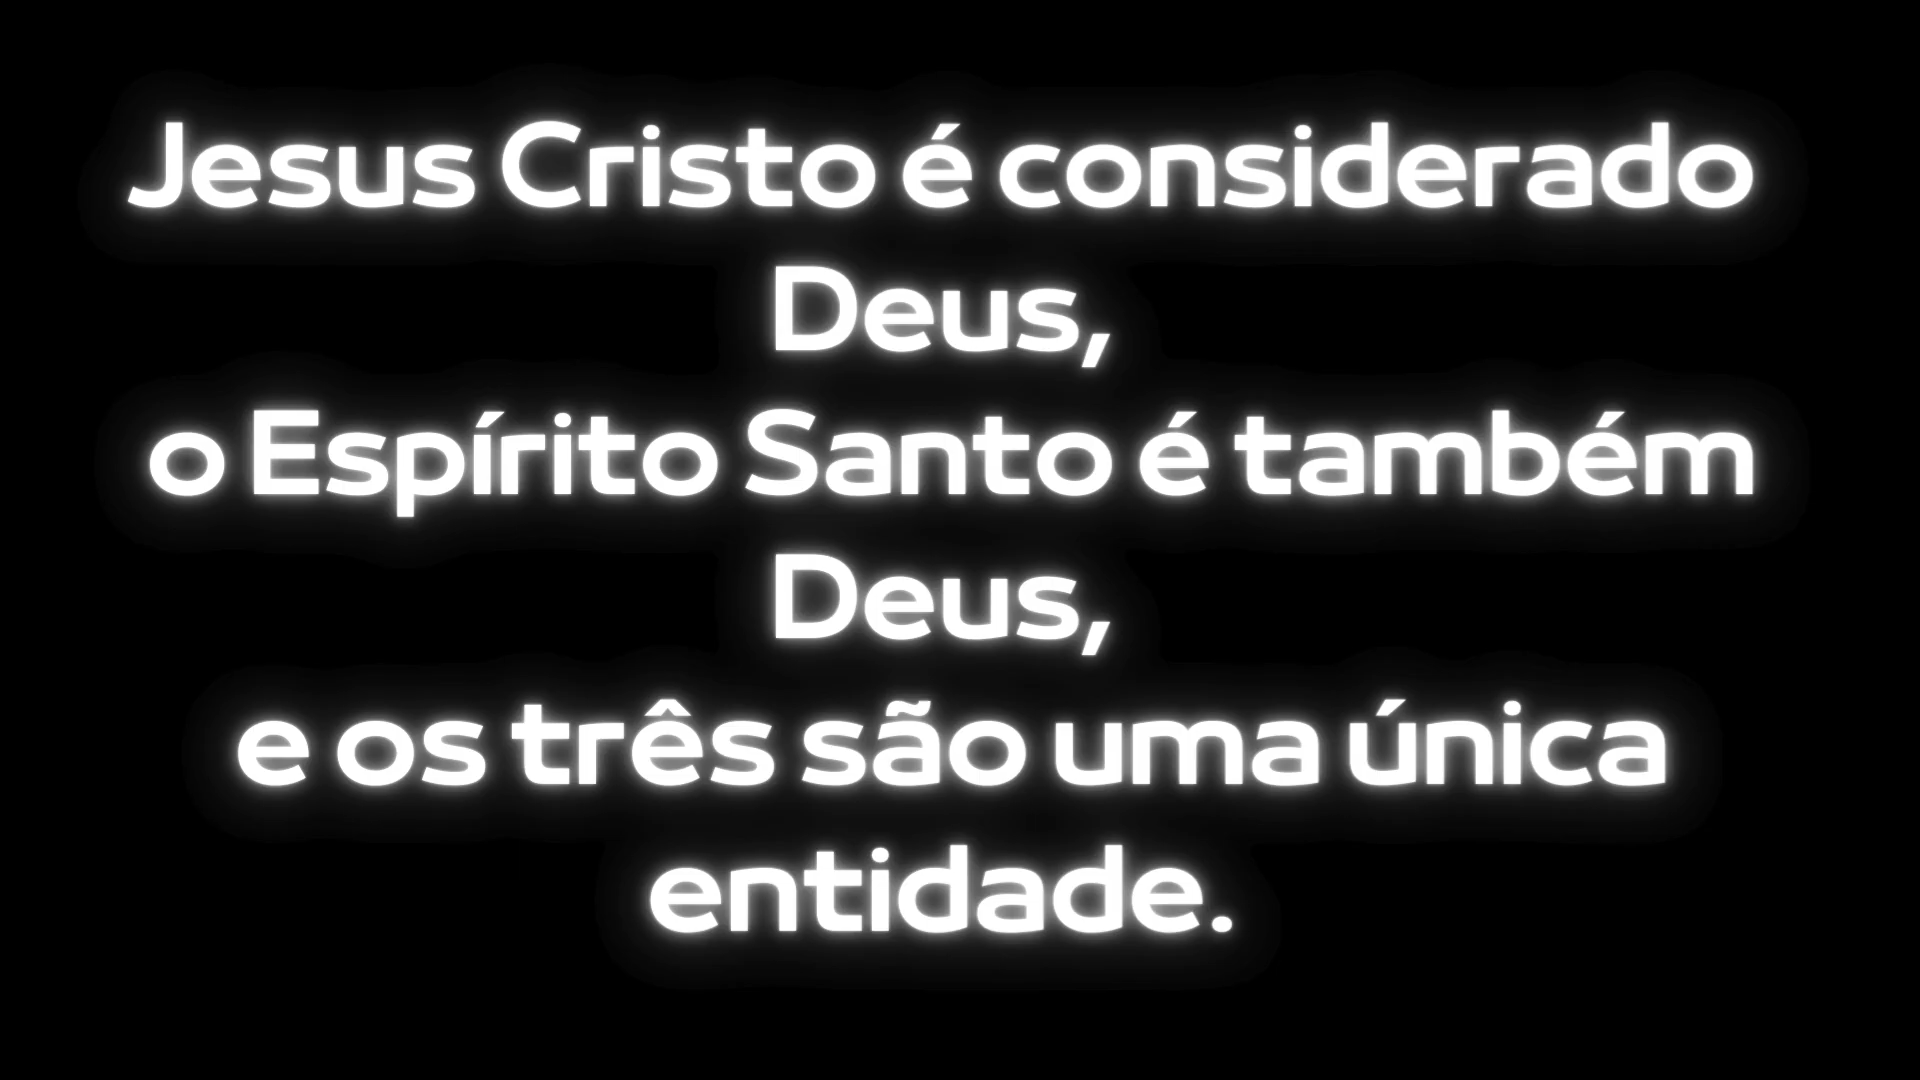 Jesus Cristo é considerado
Deus,
o Espírito Santo é também
Deus,
e os três são uma única
entidade.